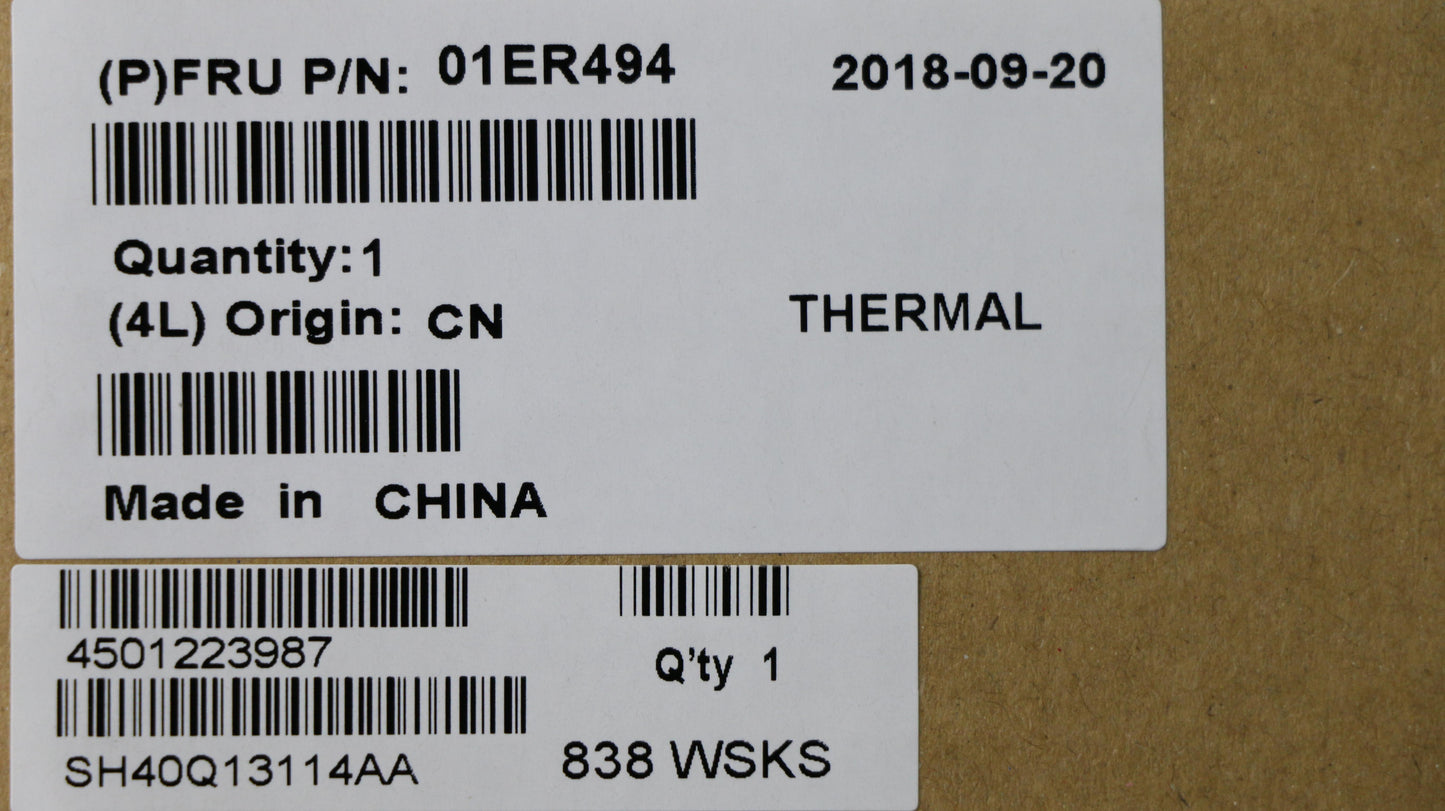 (P)FRU P/N: 01ER494 2018-09-20
Quantity:1
(4L) Origin: CN THERMAL
Made in CHINA
4501223987
Q'ty 1
SH40Q13114AA 838 WSKS